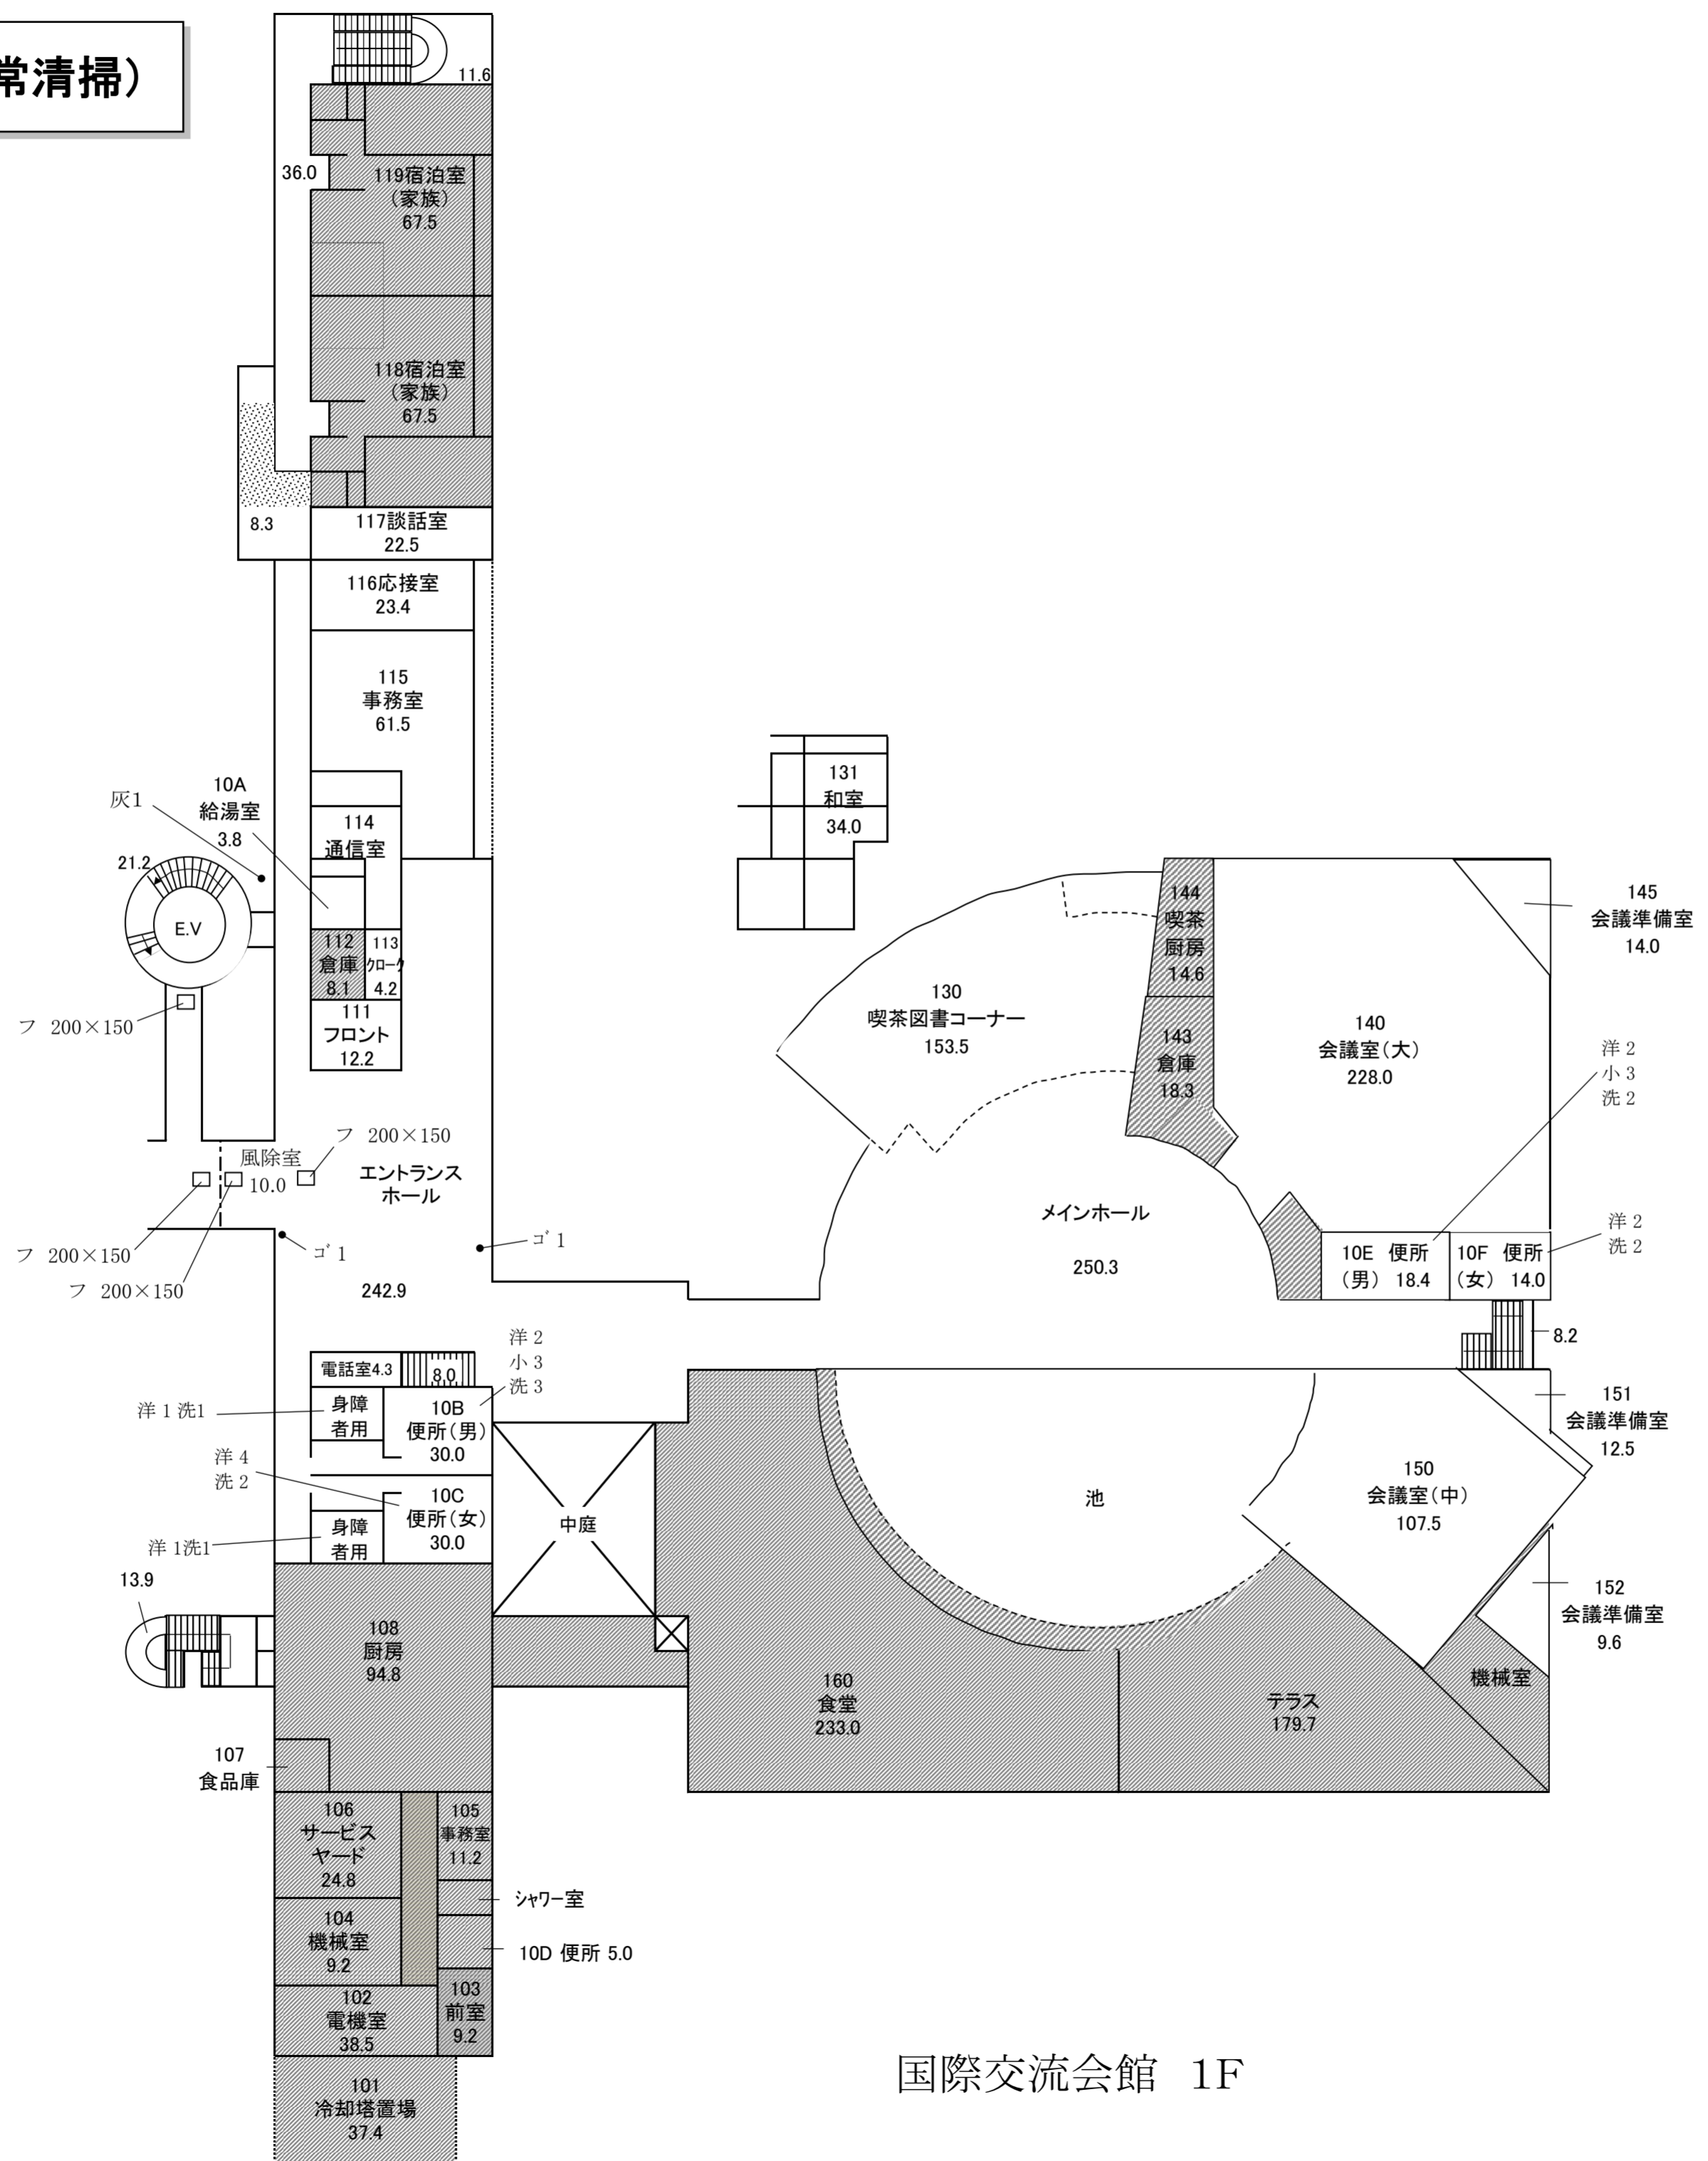 常清掃）
11.6
36.0
119宿泊室
（家族）
67.5
118宿泊室
（家族）
67.5
8.3
117談話室
22.5
116応接室
23.4
115
事務室
61.5
10A
給湯室
3.8
灰1
114
通信室
21.2
E.V
112
倉庫
8.1
113
クローク
4.2
111
フロント
12.2
フ 200×150
フ 200×150
風除室
10.0
エントランス
ホール
フ 200×150
フ 200×150
ゴ1
ゴ1
242.9
131
和室
34.0
130
喫茶図書コーナー
153.5
144
喫茶
厨房
14.6
143
倉庫
18.3
140
会議室（大）
228.0
145
会議準備室
14.0
洋2
小3
洗2
メインホール
250.3
10E 便所
（男） 18.4
10F 便所
（女） 14.0
洋2
洗2
8.2
電話室4.3
8.0
洋2
小3
洗3
洋1 洗1
身障
者用
10B
便所（男）
30.0
洋4
洗2
10C
便所（女）
30.0
洋1洗1
身障
者用
中庭
池
151
会議準備室
12.5
150
会議室（中）
107.5
152
会議準備室
9.6
機械室
13.9
108
厨房
94.8
160
食堂
233.0
テラス
179.7
107
食品庫
106
サービス
ヤード
24.8
105
事務室
11.2
シャワー室
104
機械室
9.2
10D 便所 5.0
103
前室
9.2
102
電機室
38.5
101
冷却塔置場
37.4
国際交流会館 1F